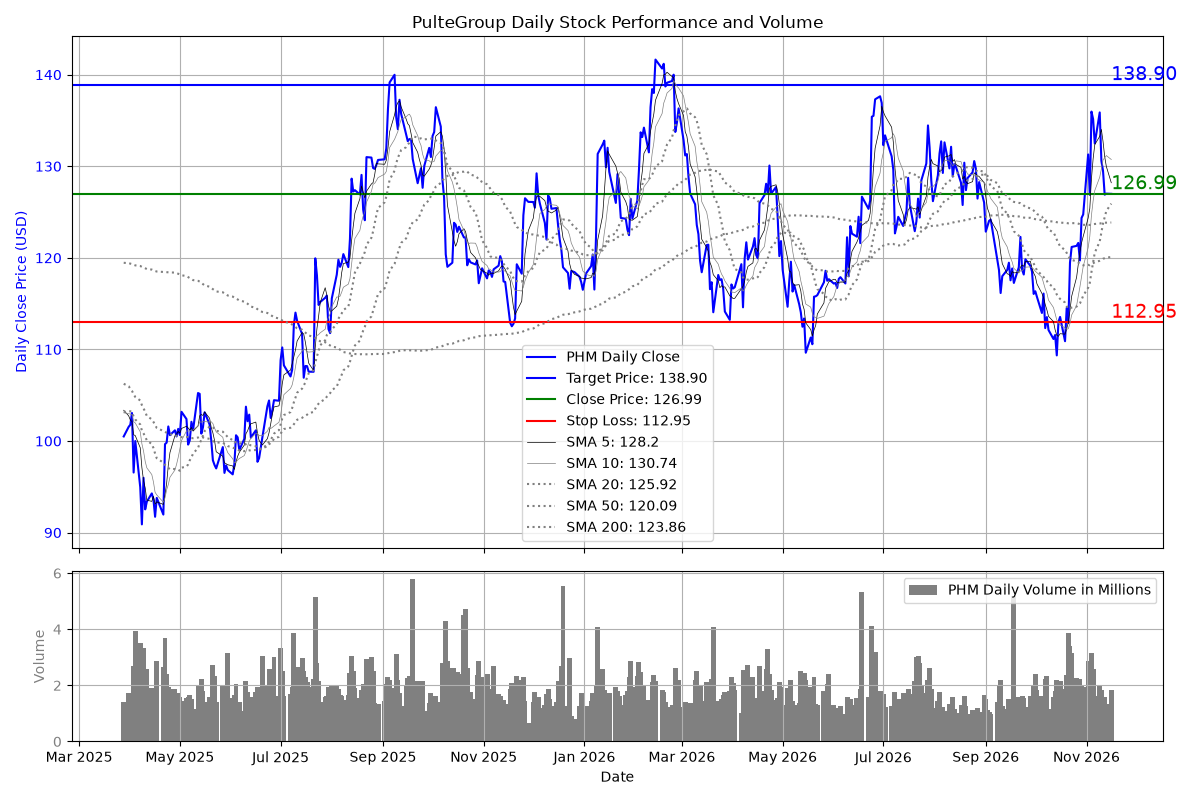 PulteGroup Daily Stock Performance and Volume
140
130
120
110
100
90
Daily Close Price (USD)
138.90
126.99
112.95
PHM Daily Close
Target Price: 138.90
Close Price: 126.99
Stop Loss: 112.95
SMA 5: 128.2
SMA 10: 130.74
SMA 20: 125.92
SMA 50: 120.09
SMA 200: 123.86
6
4
2
0
Volume
PHM Daily Volume in Millions
Mar 2025 May 2025 Jul 2025 Sep 2025 Nov 2025 Jan 2026 Mar 2026 May 2026 Jul 2026 Sep 2026 Nov 2026
Date